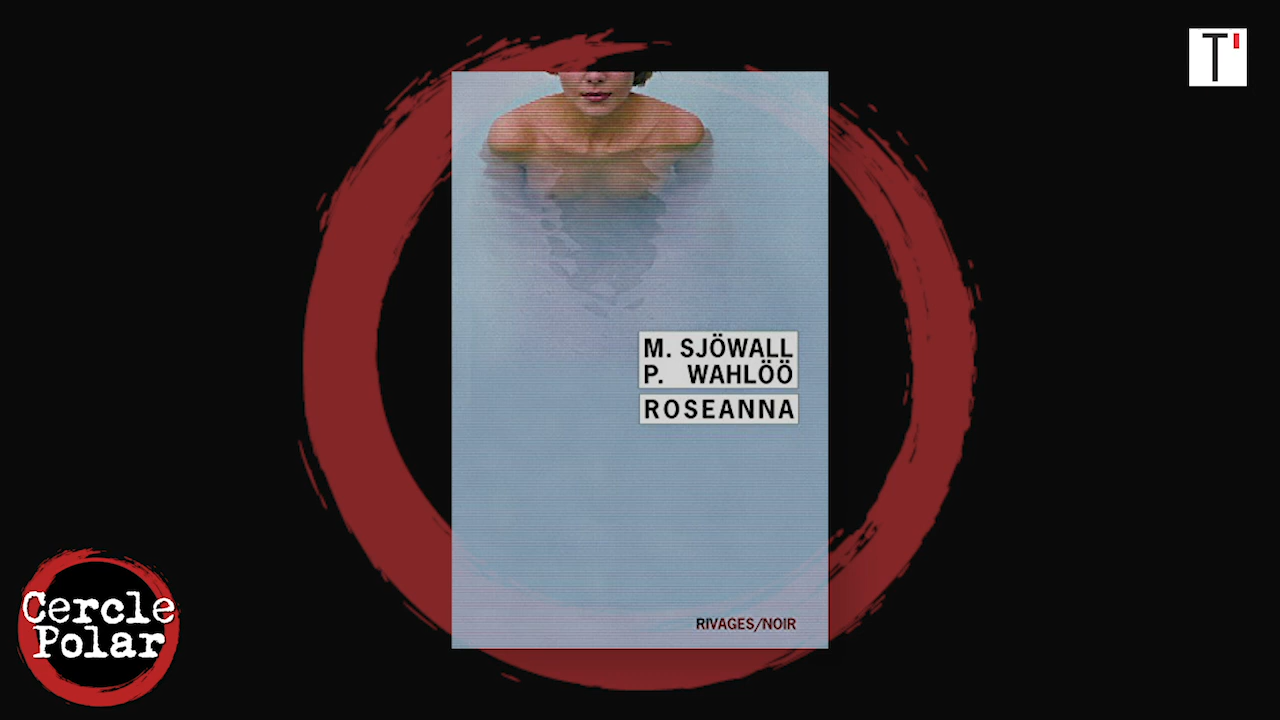 T'
M. SJÖWALL
P. WAHLÖÖ
ROSEANNA
RIVAGES/NOIR
Cercle
Polar